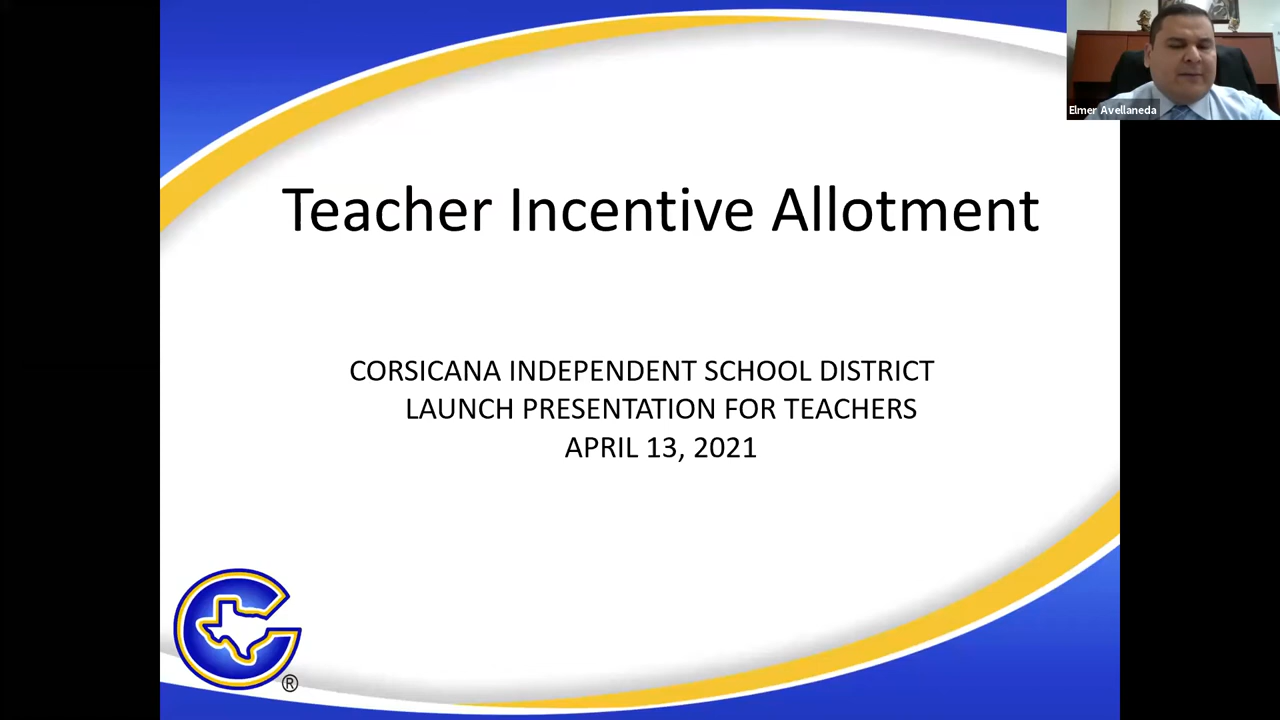 Elmer Avellaneda
Teacher Incentive Allotment
CORSICANA INDEPENDENT SCHOOL DISTRICT
LAUNCH PRESENTATION FOR TEACHERS
APRIL 13, 2021
C
®